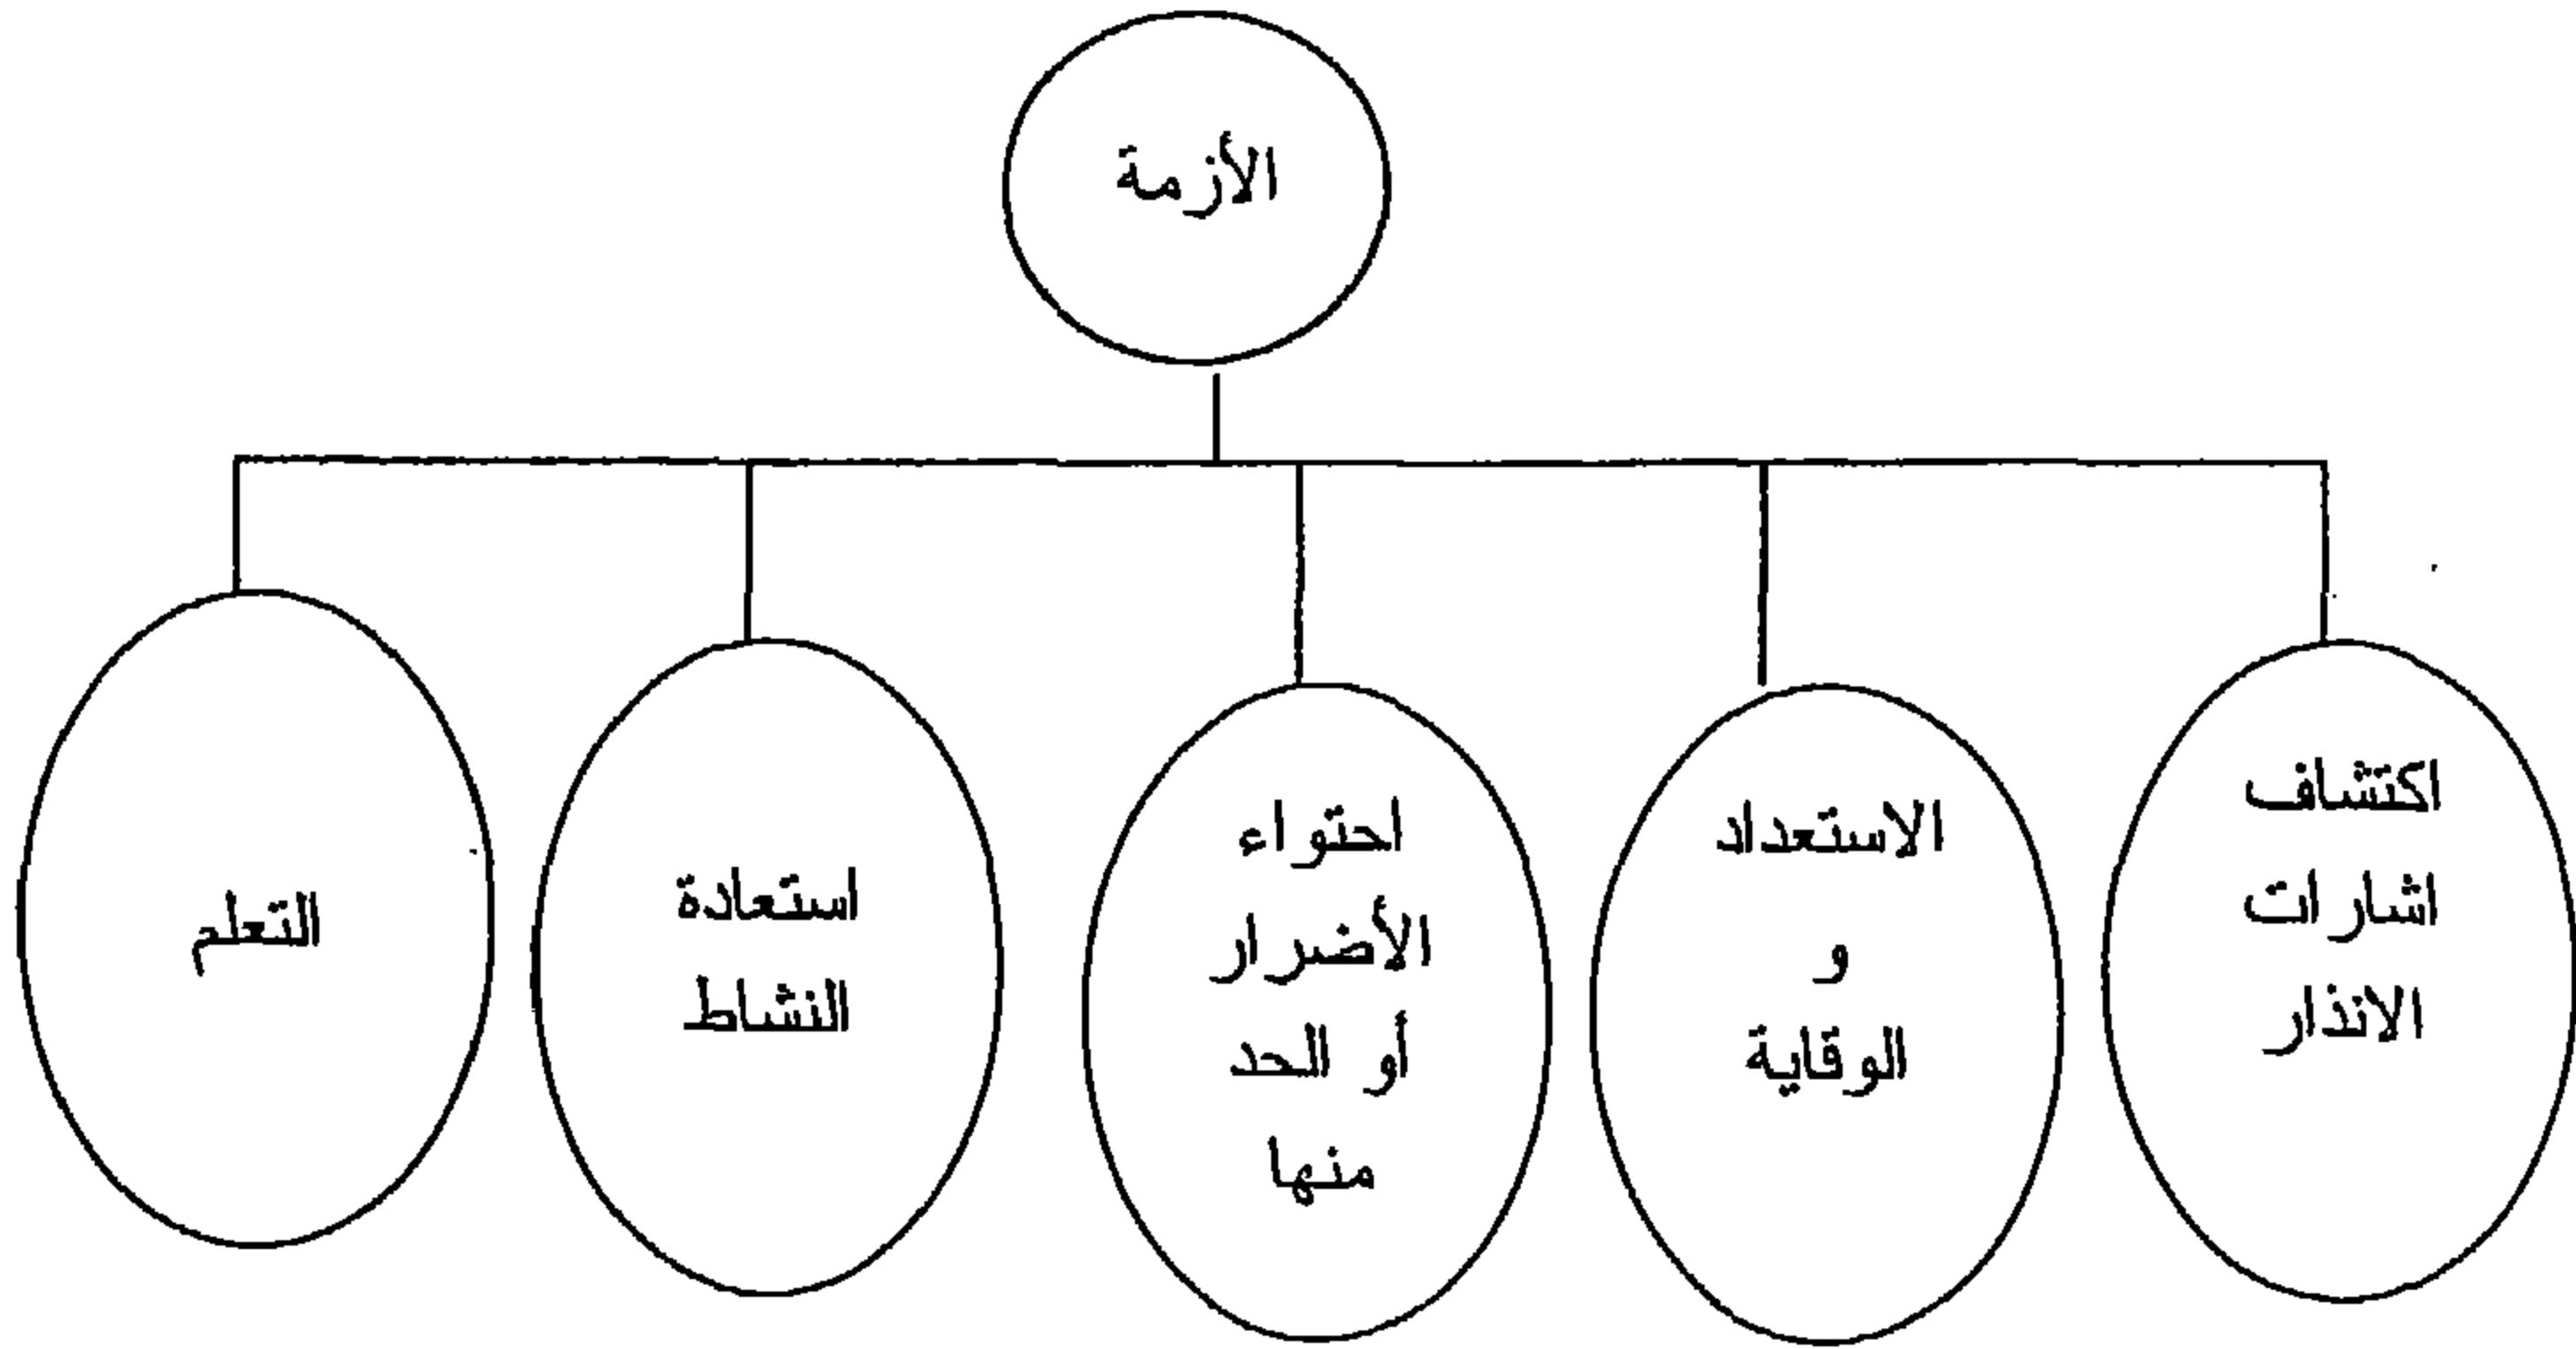 الأزمة
اكتشاف
اشارات
الانذار
الاستعداد
و
الوقاية
احتواء
الأضرار
أو الحد
منها
استعادة
النشاط
التعلم